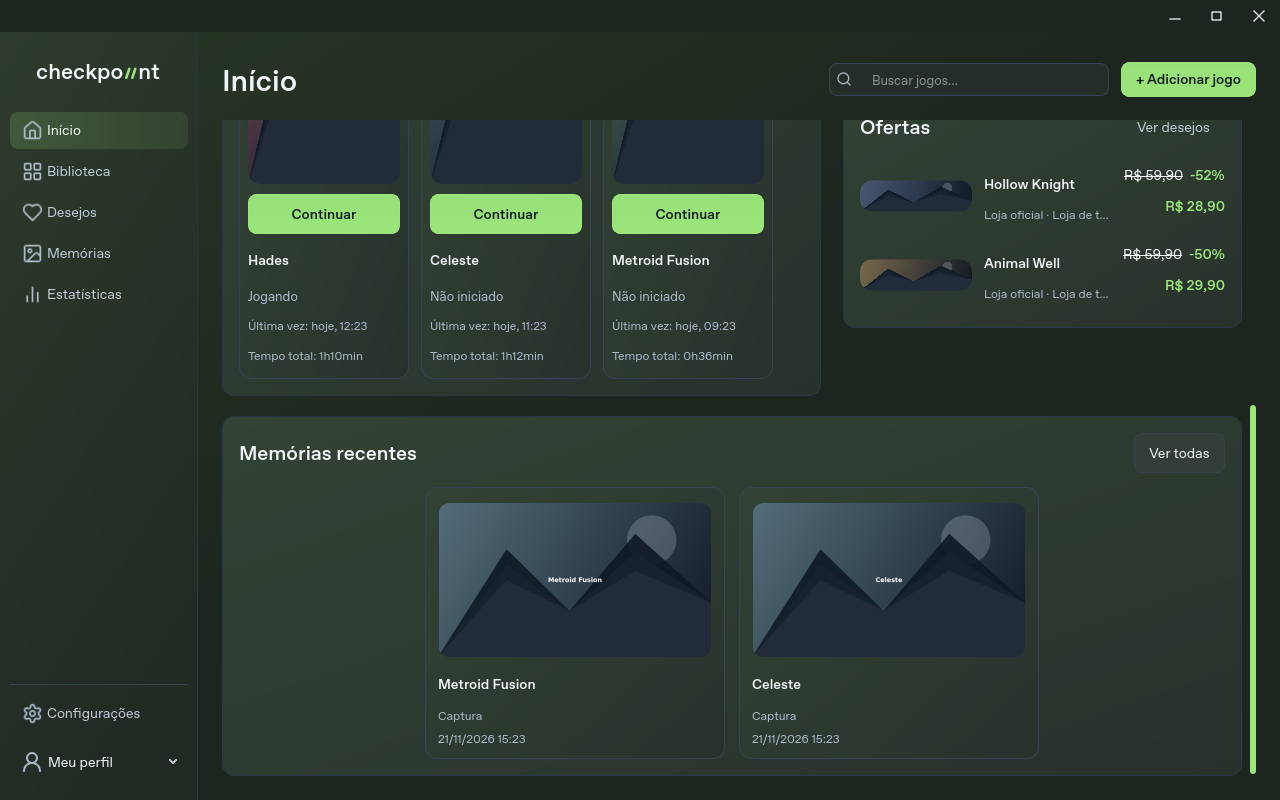 checkpoint
Início
+ Adicionar jogo
Buscar jogos...
Início
Biblioteca
Desejos
Memórias
Estatísticas
Configurações
Meu perfil
Continuar
Continuar
Continuar
Hades
Celeste
Metroid Fusion
Jogando
Não iniciado
Não iniciado
Última vez: hoje, 12:23
Última vez: hoje, 11:23
Última vez: hoje, 09:23
Tempo total: 1h10min
Tempo total: 1h12min
Tempo total: 0h36min
Ofertas
Ver desejos
Hollow Knight
R$ 59,90 -52%
Loja oficial · Loja de t...
R$ 28,90
Animal Well
R$ 59,90 -50%
Loja oficial · Loja de t...
R$ 29,90
Memórias recentes
Ver todas
Metroid Fusion
Celeste
Metroid Fusion
Celeste
Captura
Captura
21/11/2026 15:23
21/11/2026 15:23